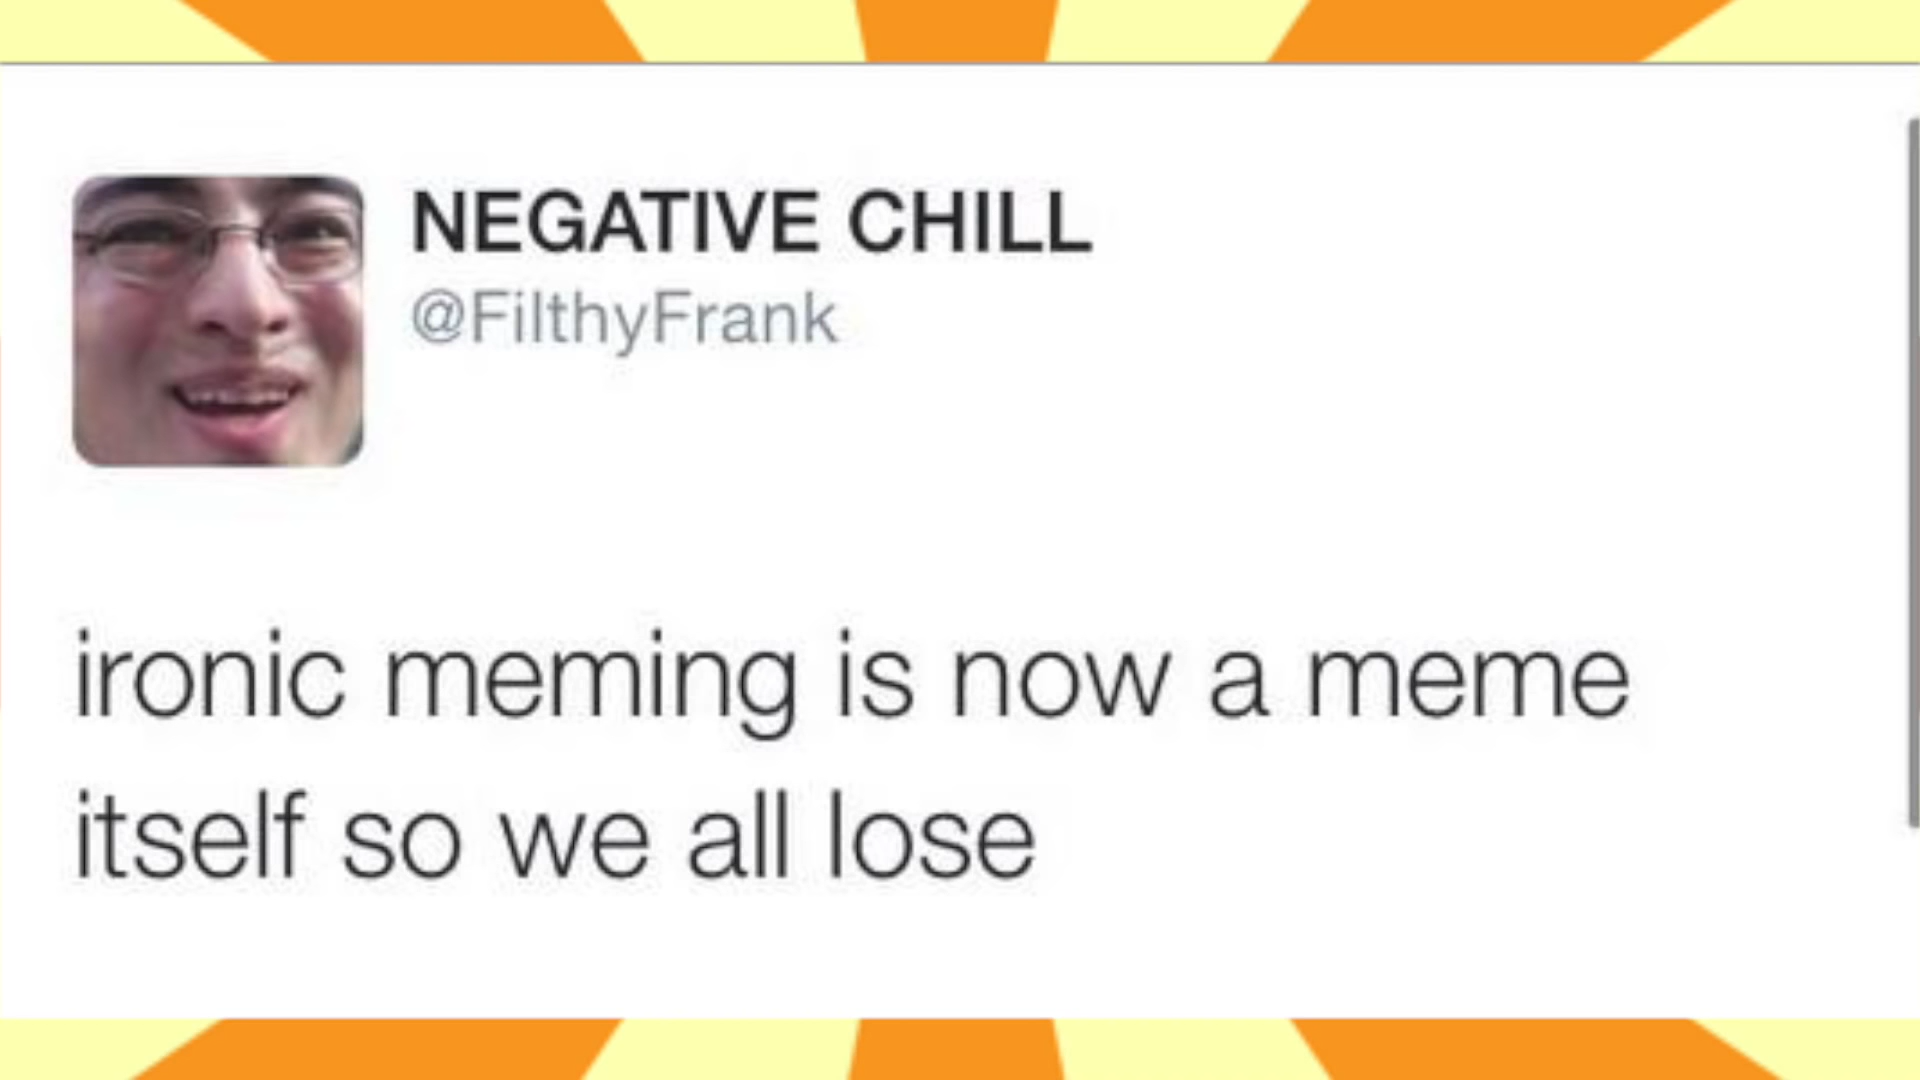 NEGATIVE CHILL
@FilthyFrank
ironic meming is now a meme
itself so we all lose